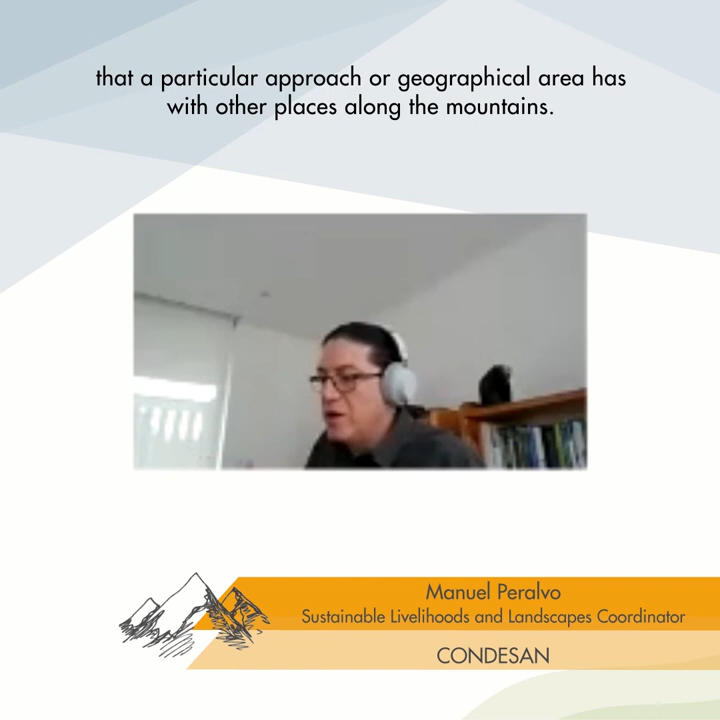 that a particular approach or geographical area has
with other places along the mountains.
Manuel Peralvo
Sustainable Livelihoods and Landscapes Coordinator
CONDESAN